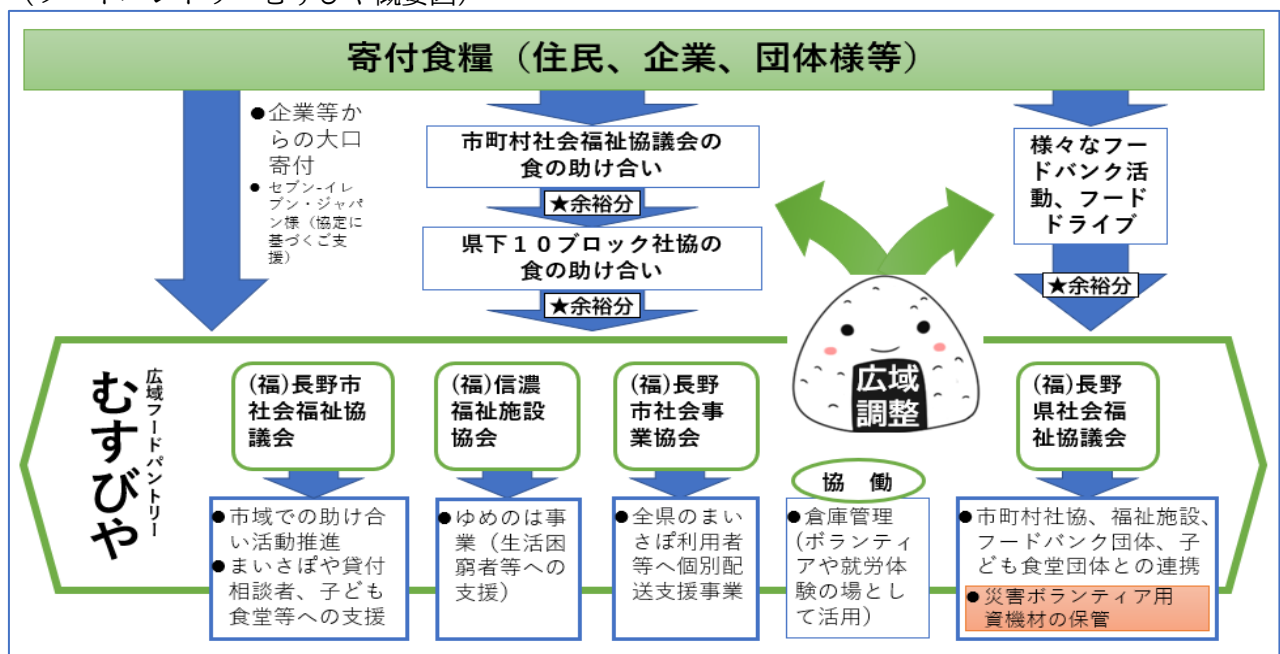 (フードパントリーむすびや概要図)
寄付食糧（住民、企業、団体様等）
●企業等か
らの大口
寄付
● セブン-イレ
ブン・ジャパ
ン様（協定に
基づくご支
援）
市町村社会福祉協議会の
食の助け合い
★余裕分
県下１０ブロック社協の
食の助け合い
★余裕分
様々なフー
ドバンク活
動、フード
ドライブ
★余裕分
広域
調整
広域フードパントリー
むすびや
(福)長野市
社会福祉協
議会
●市域での助け合
い活動推進
●まいさぽや貸付
相談者、子ども
食堂等への支援
(福)信濃
福祉施設
協会
●ゆめのは事
業（生活困
窮者等への
支援）
(福)長野
市社会事
業協会
●全県のまい
さぽ利用者
等へ個別配
送支援事業
協 働
●倉庫管理
(ボランティ
アや就労体
験の場とし
て活用）
(福)長野
県社会福
祉協議会
●市町村社協、福祉施設、
フードバンク団体、子
ども食堂団体との連携
●災害ボランティア用
資機材の保管